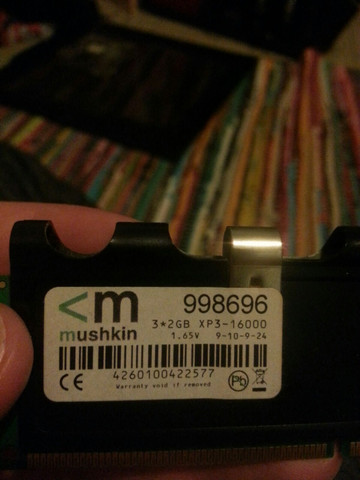 <m 998696
mushkin 3*2GB XP3-16000
1.65V 9-10-9-24
4260100422577
CE Warranty void if removed Pb